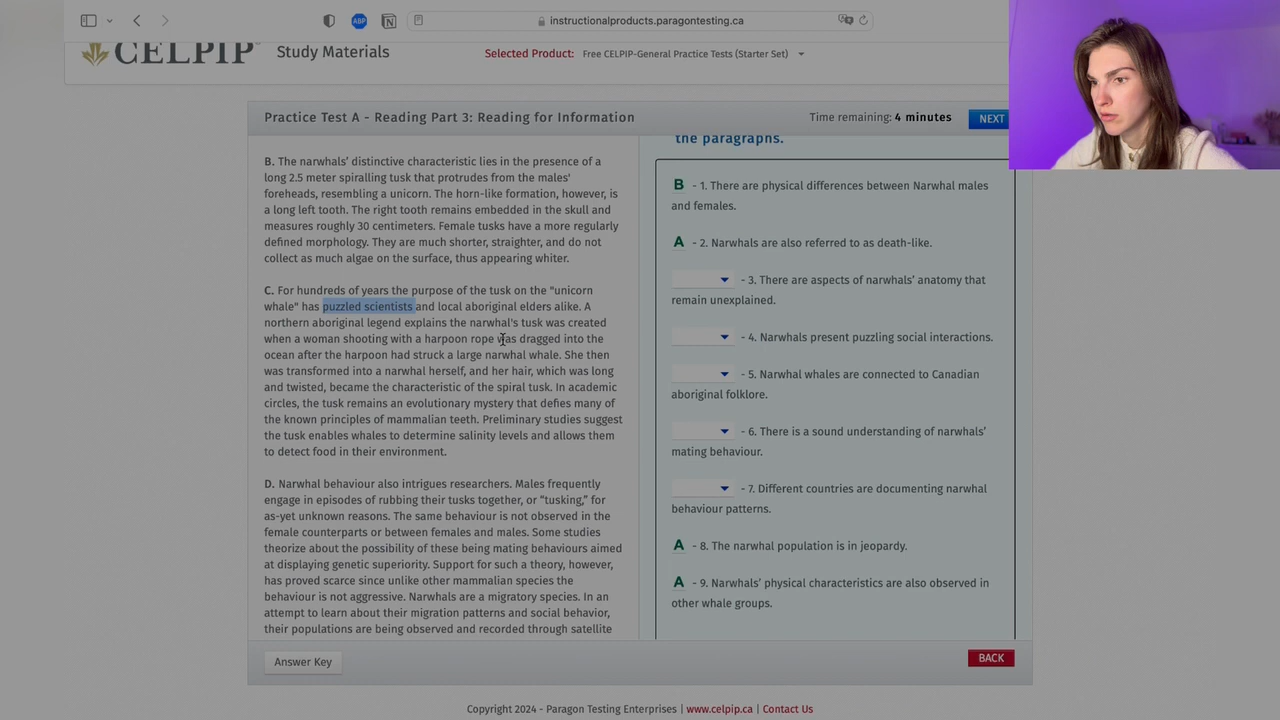 instructionalproducts.paragontesting.ca
ABP
CELPIP
Study Materials
Selected Product: Free CELPIP-General Practice Tests (Starter Set)
Practice Test A - Reading Part 3: Reading for Information
Time remaining: 4 minutes
NEXT
B. The narwhals' distinctive characteristic lies in the presence of a
long 2.5 meter spiralling tusk that protrudes from the males'
foreheads, resembling a unicorn. The horn-like formation, however, is
a long left tooth. The right tooth remains embedded in the skull and
measures roughly 30 centimeters. Female tusks have a more regularly
defined morphology. They are much shorter, straighter, and do not
collect as much algae on the surface, thus appearing whiter.
C. For hundreds of years the purpose of the tusk on the "unicorn
whale" has puzzled scientists and local aboriginal elders alike. A
northern aboriginal legend explains the narwhal's tusk was created
when a woman shooting with a harpoon rope was dragged into the
ocean after the harpoon had struck a large narwhal whale. She then
was transformed into a narwhal herself, and her hair, which was long
and twisted, became the characteristic of the spiral tusk. In academic
circles, the tusk remains an evolutionary mystery that defies many of
the known principles of mammalian teeth. Preliminary studies suggest
the tusk enables whales to determine salinity levels and allows them
to detect food in their environment.
D. Narwhal behaviour also intrigues researchers. Males frequently
engage in episodes of rubbing their tusks together, or “tusking,” for
as-yet unknown reasons. The same behaviour is not observed in the
female counterparts or between females and males. Some studies
theorize about the possibility of these being mating behaviours aimed
at displaying genetic superiority. Support for such a theory, however,
has proved scarce since unlike other mammalian species the
behaviour is not aggressive. Narwhals are a migratory species. In an
attempt to learn about their migration patterns and social behavior,
their populations are being observed and recorded through satellite
the paragraphs.
B - 1. There are physical differences between Narwhal males
and females.
A - 2. Narwhals are also referred to as death-like.
- 3. There are aspects of narwhals’ anatomy that
remain unexplained.
- 4. Narwhals present puzzling social interactions.
- 5. Narwhal whales are connected to Canadian
aboriginal folklore.
- 6. There is a sound understanding of narwhals’
mating behaviour.
- 7. Different countries are documenting narwhal
behaviour patterns.
A - 8. The narwhal population is in jeopardy.
A - 9. Narwhals’ physical characteristics are also observed in
other whale groups.
Answer Key
BACK
Copyright 2024 - Paragon Testing Enterprises | www.celpip.ca | Contact Us